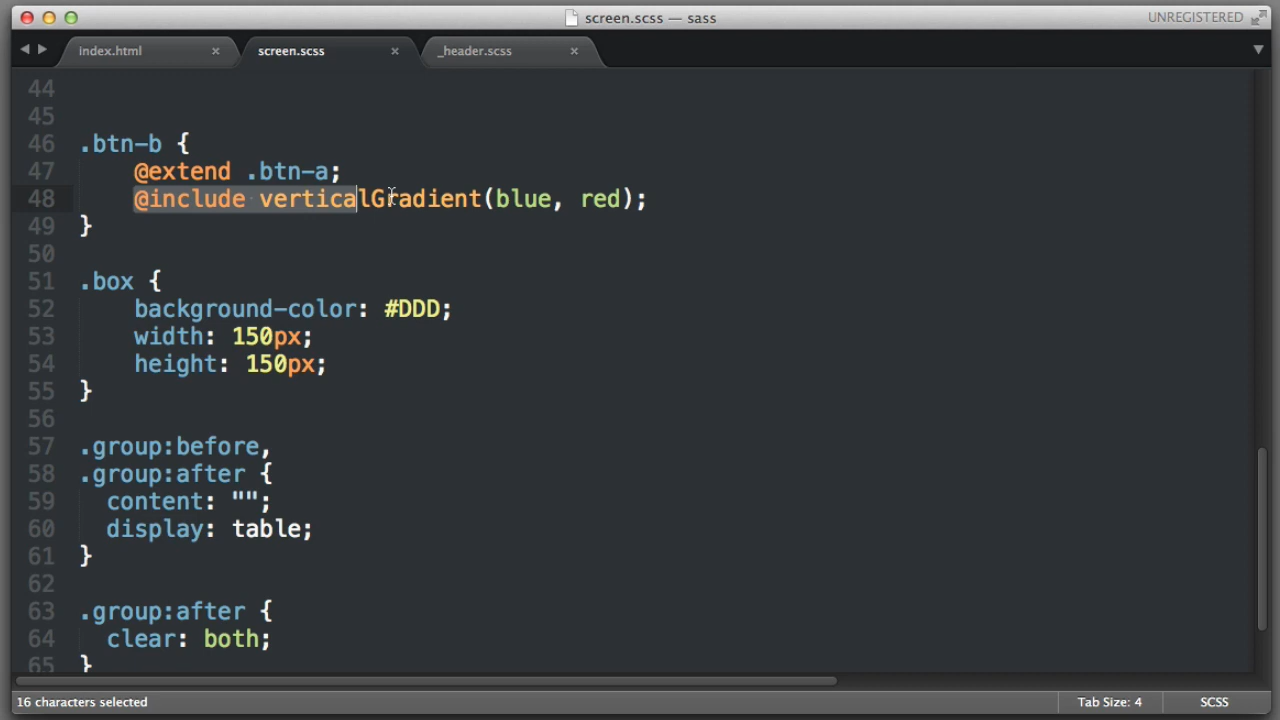 screen.scss — sass
UNREGISTERED
index.html × screen.scss × _header.scss ×
44
45
46 .btn-b {
47     @extend .btn-a;
48     @include verticalGradient(blue, red);
49 }
50
51 .box {
52     background-color: #DDD;
53     width: 150px;
54     height: 150px;
55 }
56
57 .group:before,
58 .group:after {
59   content: "";
60   display: table;
61 }
62
63 .group:after {
64   clear: both;
65 }
16 characters selected
Tab Size: 4
SCSS